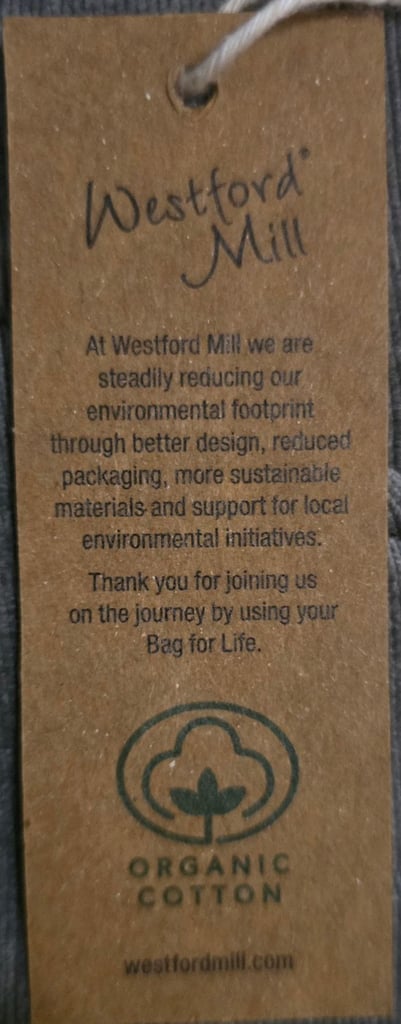 Westford®
Mill
At Westford Mill we are
steadily reducing our
environmental footprint
through better design, reduced
packaging, more sustainable
materials and support for local
environmental initiatives.
Thank you for joining us
on the journey by using your
Bag for Life.
ORGANIC
COTTON
westfordmill.com